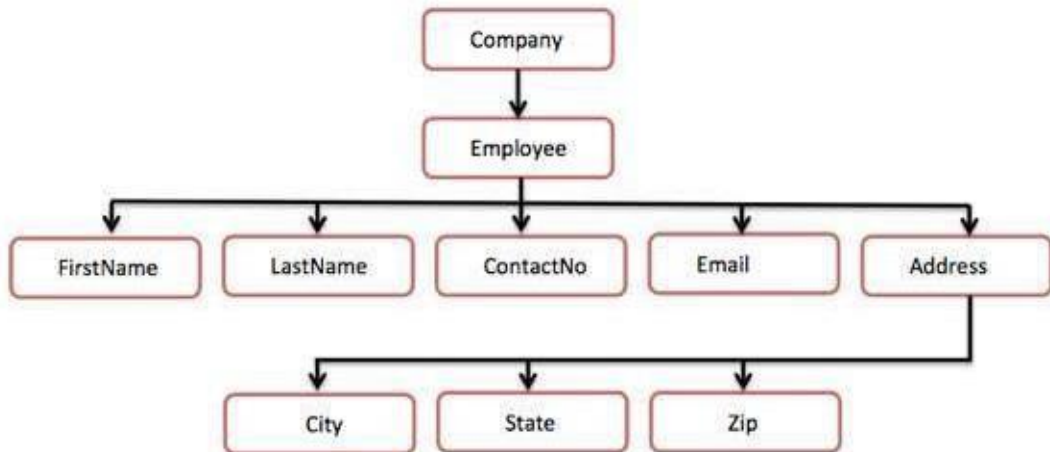 Company
Employee
FirstName
LastName
ContactNo
Email
Address
City
State
Zip